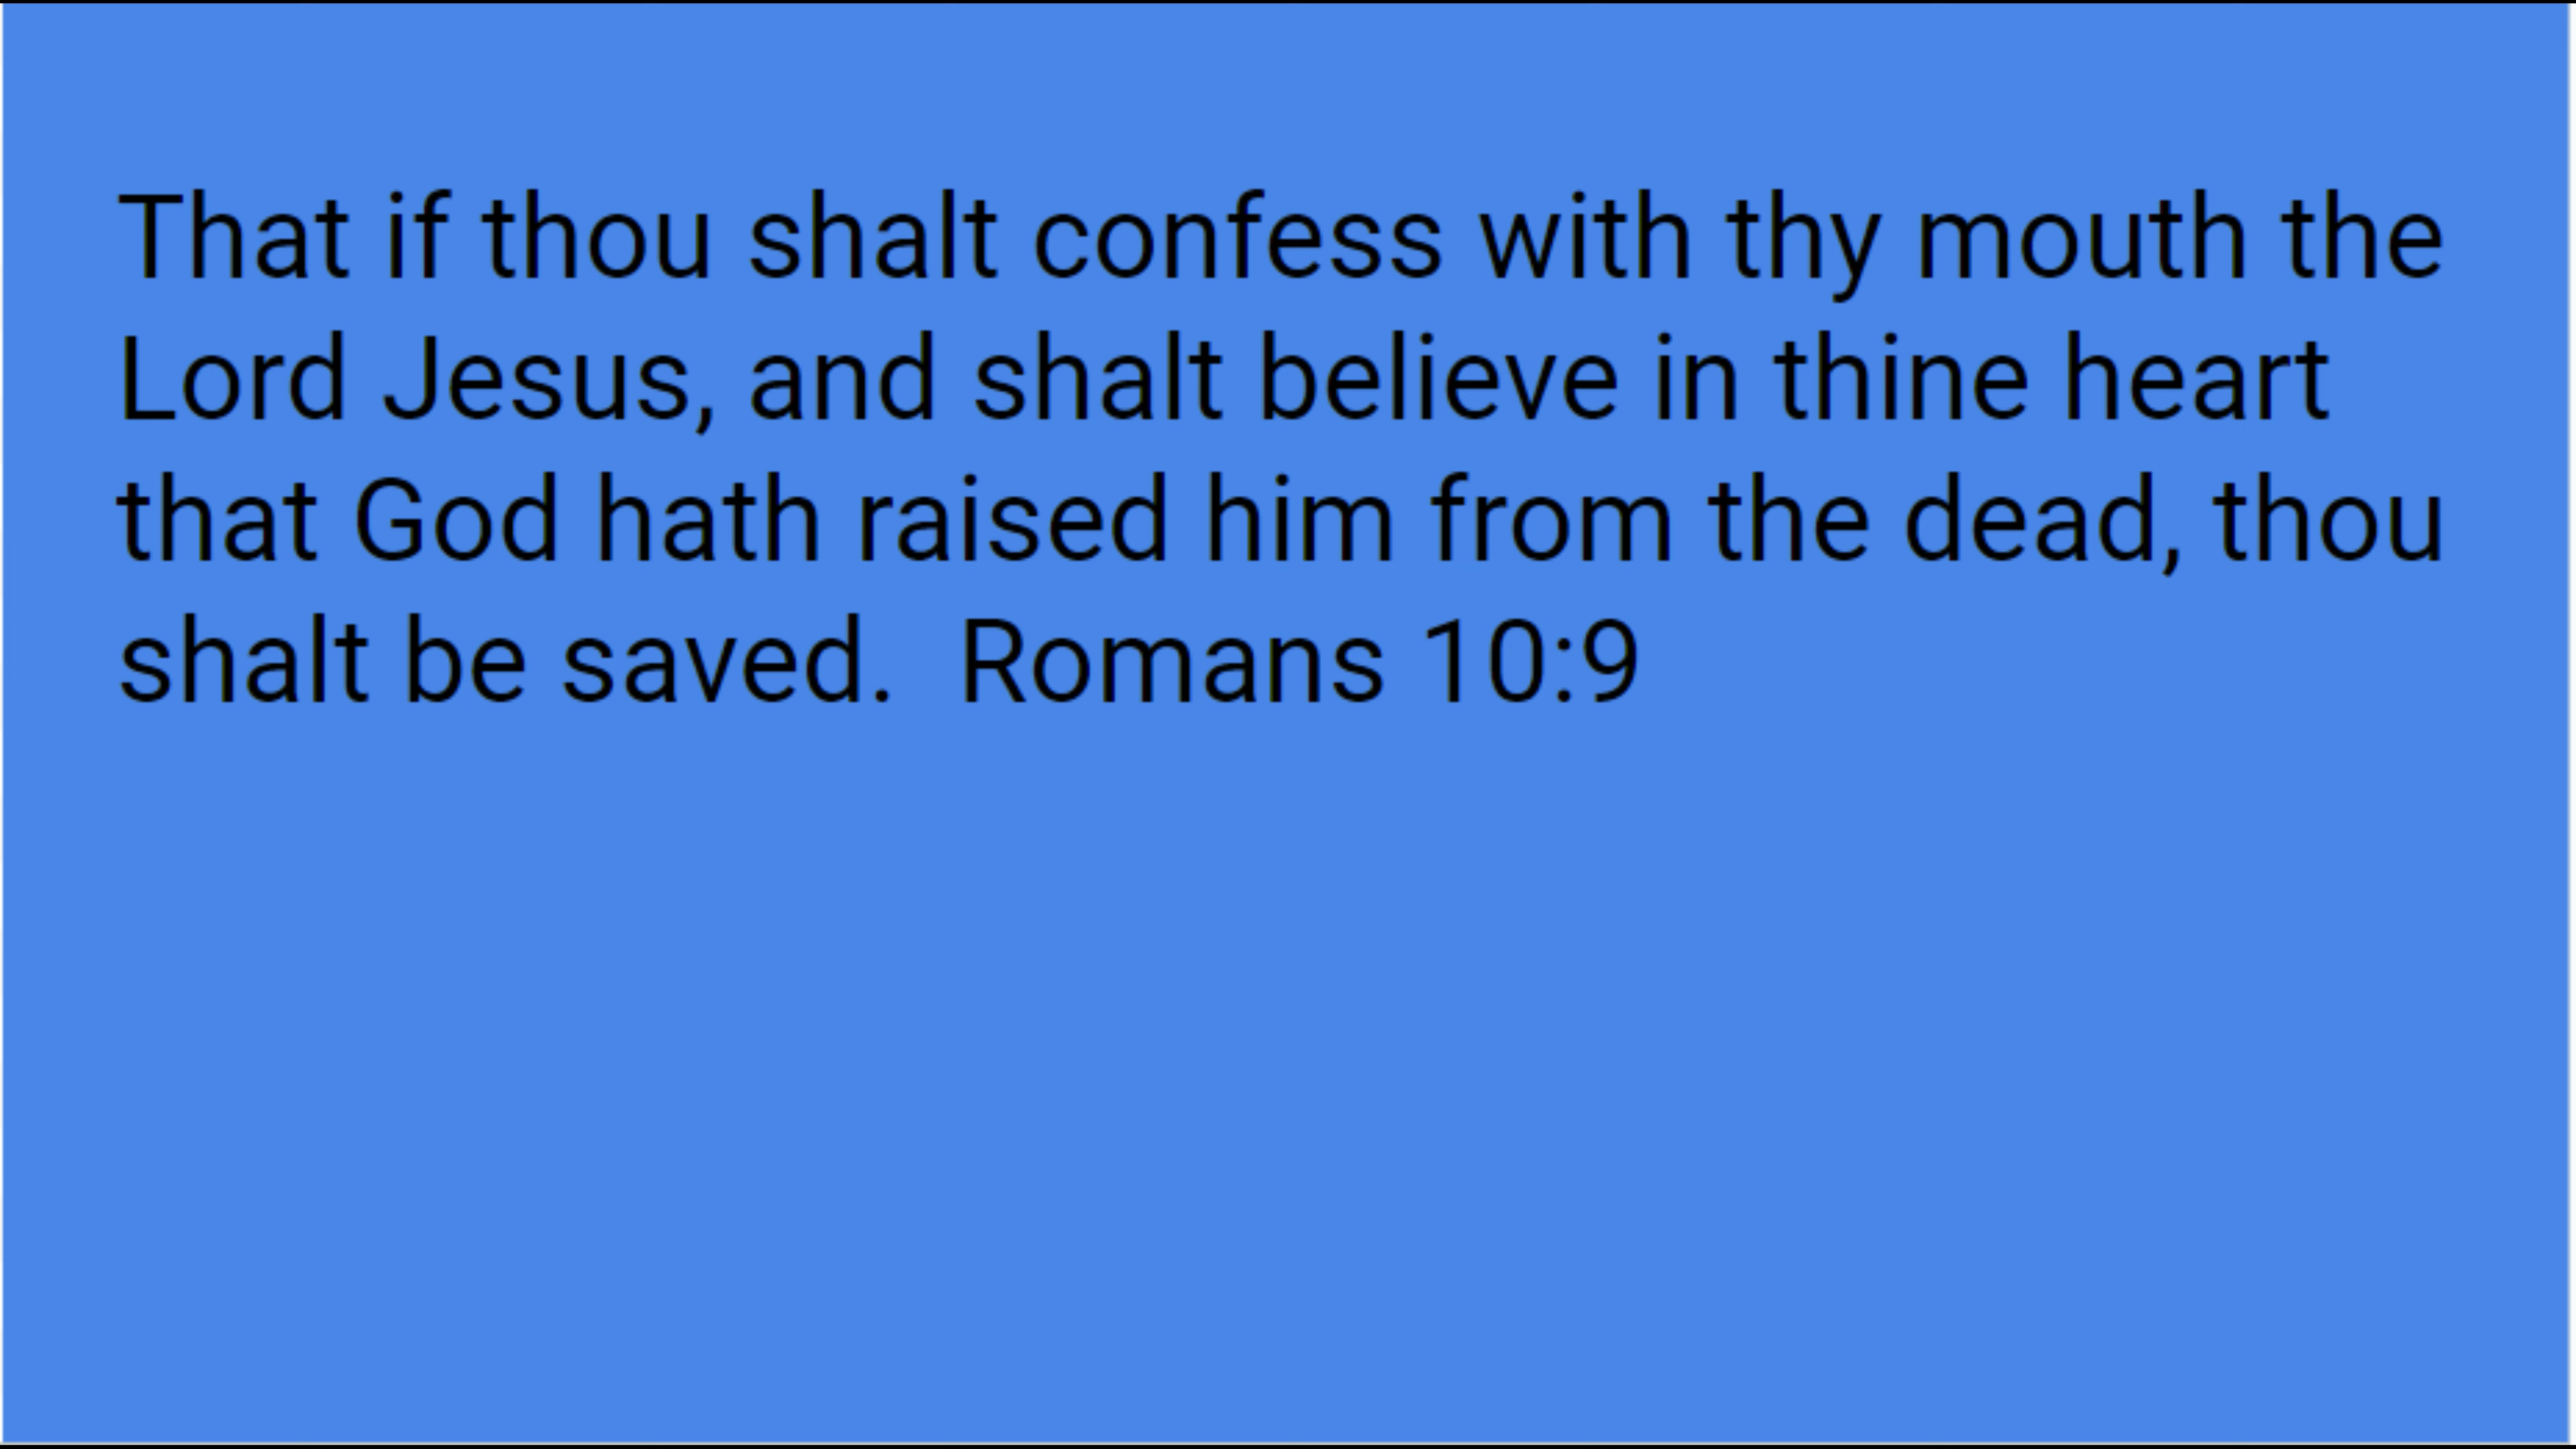 That if thou shalt confess with thy mouth the
Lord Jesus, and shalt believe in thine heart
that God hath raised him from the dead, thou
shalt be saved.  Romans 10:9